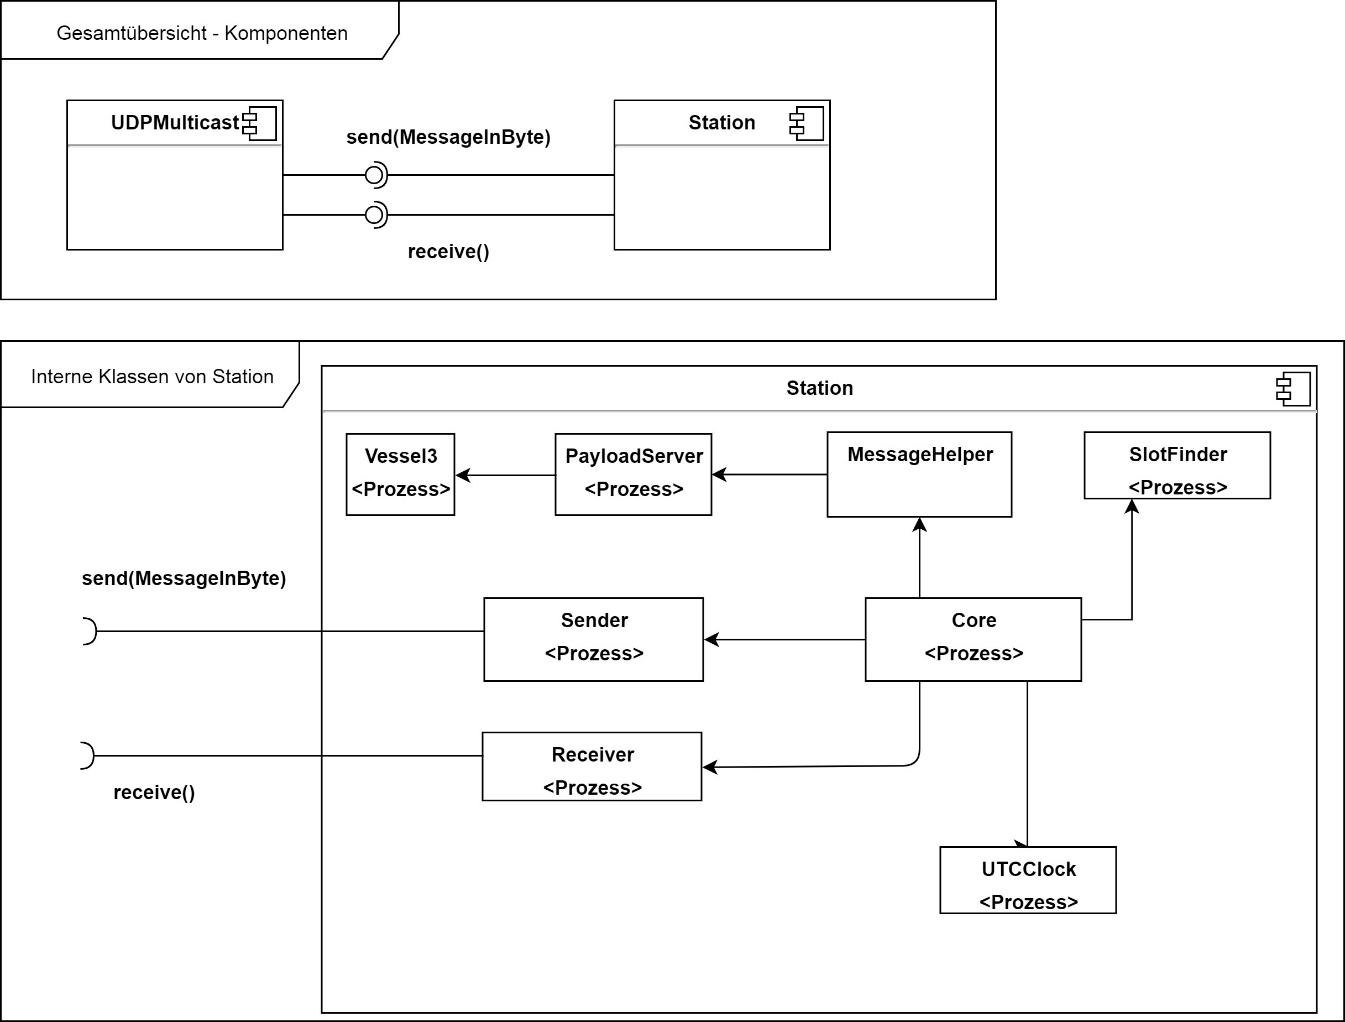 Gesamtübersicht - Komponenten
UDPMulticast
send(MessageInByte)
Station
receive()
Interne Klassen von Station
Station
Vessel3
<Prozess>
PayloadServer
<Prozess>
MessageHelper
SlotFinder
<Prozess>
send(MessageInByte)
Sender
<Prozess>
Core
<Prozess>
Receiver
<Prozess>
receive()
UTCClock
<Prozess>